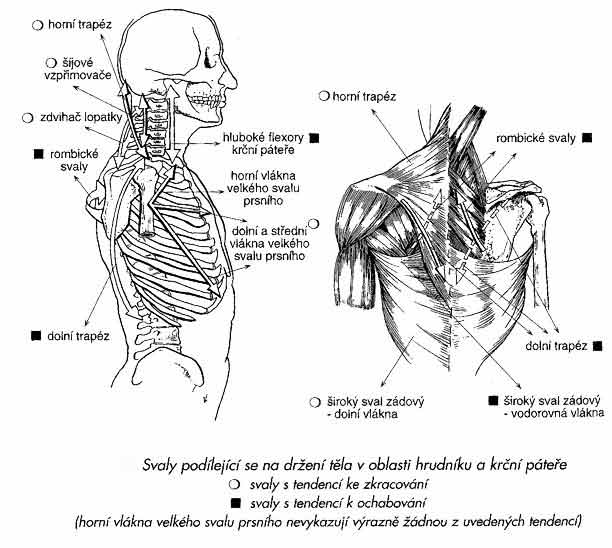 horní trapéz
šíjové
vzpřimovače
zdvihač lopatky
rombické
svaly
hluboké flexory
krční páteře
horní vlákna
velkého svalu
prsního
dolní a střední
vlákna velkého
svalu prsního
dolní trapéz
horní trapéz
rombické svaly
dolní trapéz
široký sval zádový
- dolní vlákna
široký sval zádový
- vodorovná vlákna
Svaly podílející se na držení těla v oblasti hrudníku a krční páteře
svaly s tendencí ke zkracování
svaly s tendencí k ochabování
(horní vlákna velkého svalu prsního nevykazují výrazně žádnou z uvedených tendencí)